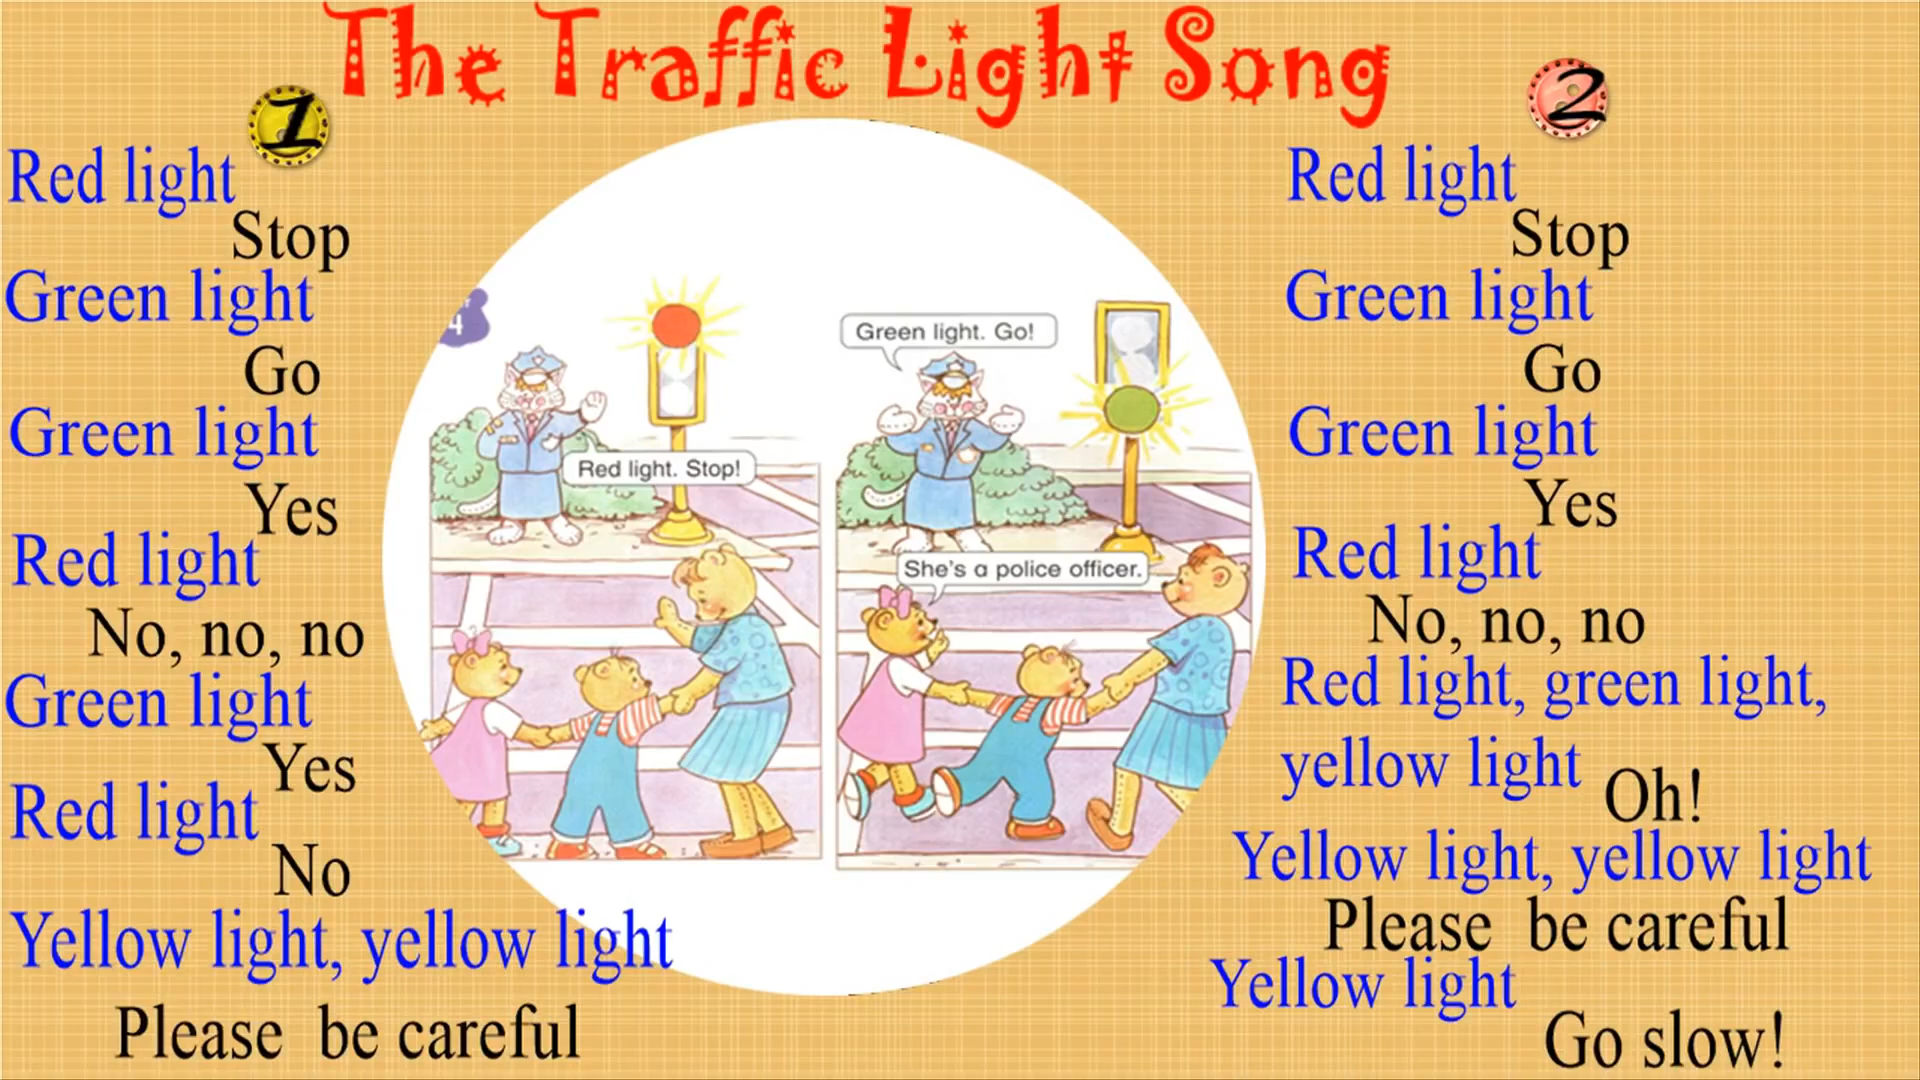 The Traffic Light Song
1
Red light
Stop
Green light
Go
Green light
Yes
Red light
No, no, no
Green light
Yes
Red light
No
Yellow light, yellow light
Please be careful
4
Red light. Stop!
Green light. Go!
She's a police officer.
2
Red light
Stop
Green light
Go
Green light
Yes
Red light
No, no, no
Red light, green light,
yellow light
Oh!
Yellow light, yellow light
Please be careful
Yellow light
Go slow!